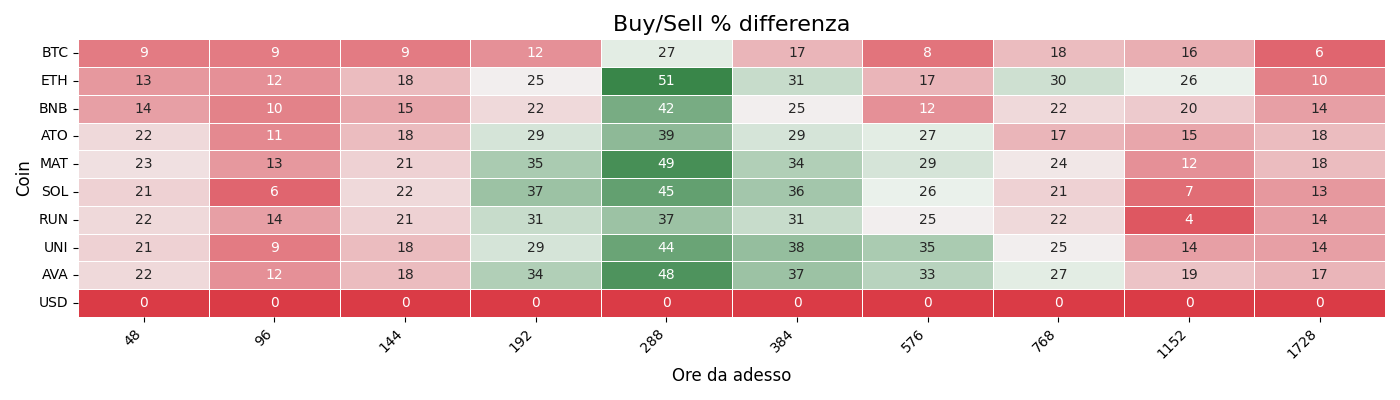 Buy/Sell % differenza
Coin
BTC 9 9 9 12 27 17 8 18 16 6
ETH 13 12 18 25 51 31 17 30 26 10
BNB 14 10 15 22 42 25 12 22 20 14
ATO 22 11 18 29 39 29 27 17 15 18
MAT 23 13 21 35 49 34 29 24 12 18
SOL 21 6 22 37 45 36 26 21 7 13
RUN 22 14 21 31 37 31 25 22 4 14
UNI 21 9 18 29 44 38 35 25 14 14
AVA 22 12 18 34 48 37 33 27 19 17
USD 0 0 0 0 0 0 0 0 0 0
48 96 144 192 288 384 576 768 1152 1728
Ore da adesso